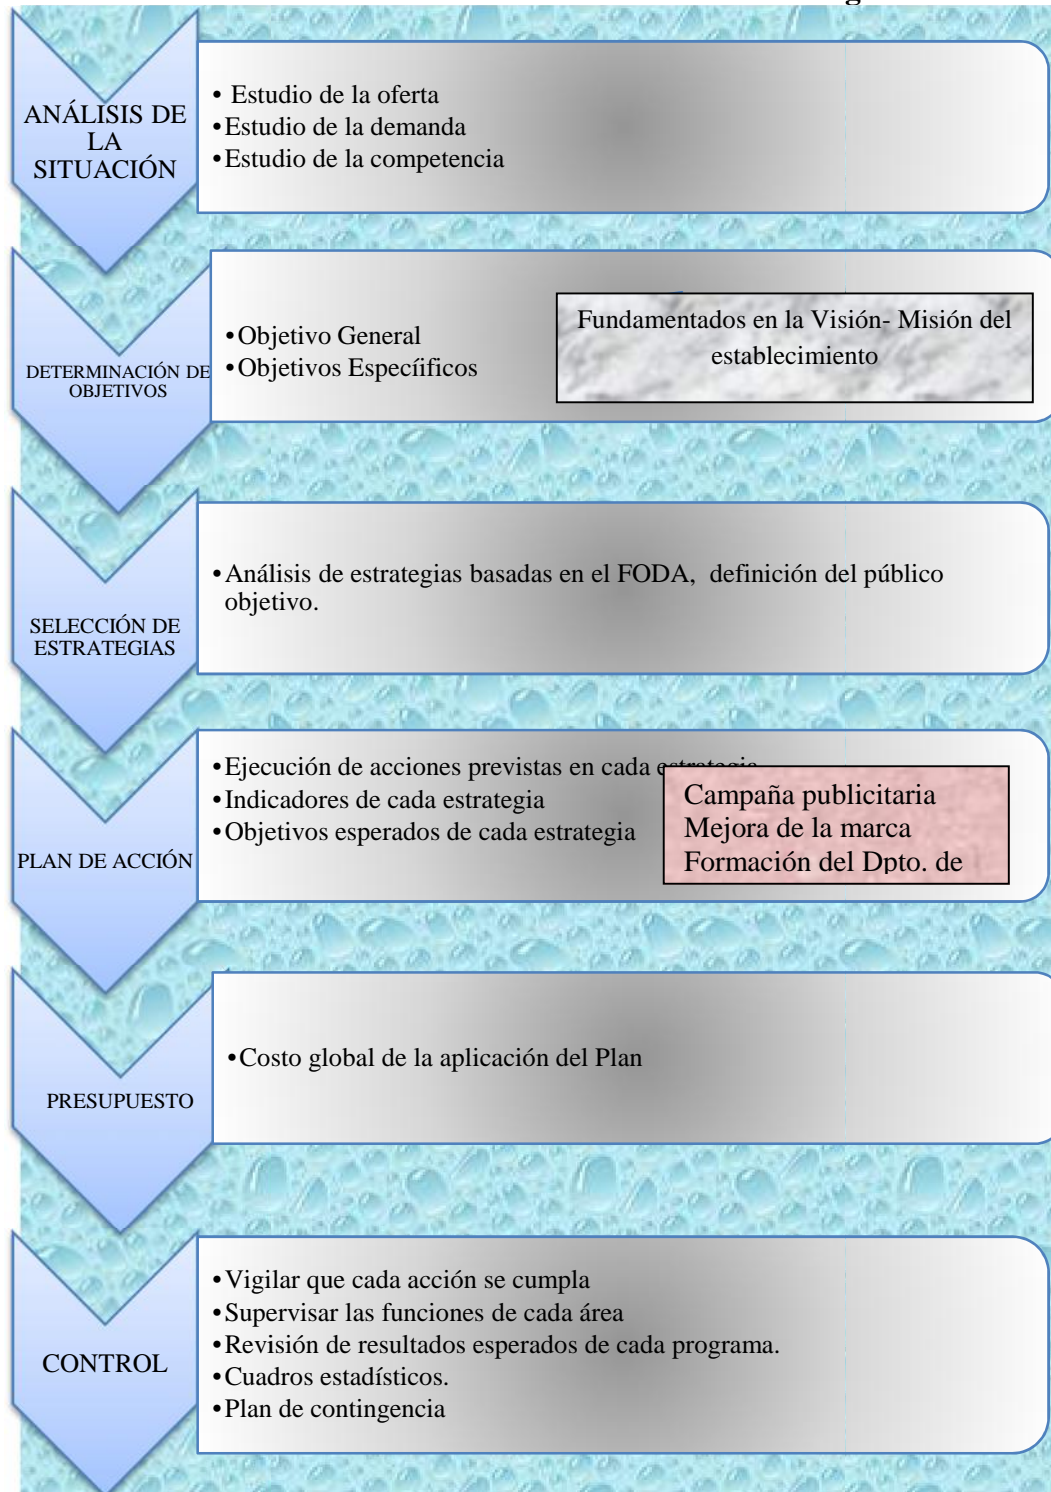 ANÁLISIS DE
LA
SITUACIÓN
• Estudio de la oferta
•Estudio de la demanda
•Estudio de la competencia
DETERMINACIÓN DE
OBJETIVOS
•Objetivo General
•Objetivos Especíificos
Fundamentados en la Visión- Misión del
establecimiento
SELECCIÓN DE
ESTRATEGIAS
•Análisis de estrategias basadas en el FODA, definición del público
objetivo.
PLAN DE ACCIÓN
•Ejecución de acciones previstas en cada estrategia
•Indicadores de cada estrategia
•Objetivos esperados de cada estrategia
Campaña publicitaria
Mejora de la marca
Formación del Dpto. de
PRESUPUESTO
•Costo global de la aplicación del Plan
CONTROL
•Vigilar que cada acción se cumpla
•Supervisar las funciones de cada área
•Revisión de resultados esperados de cada programa.
•Cuadros estadísticos.
•Plan de contingencia